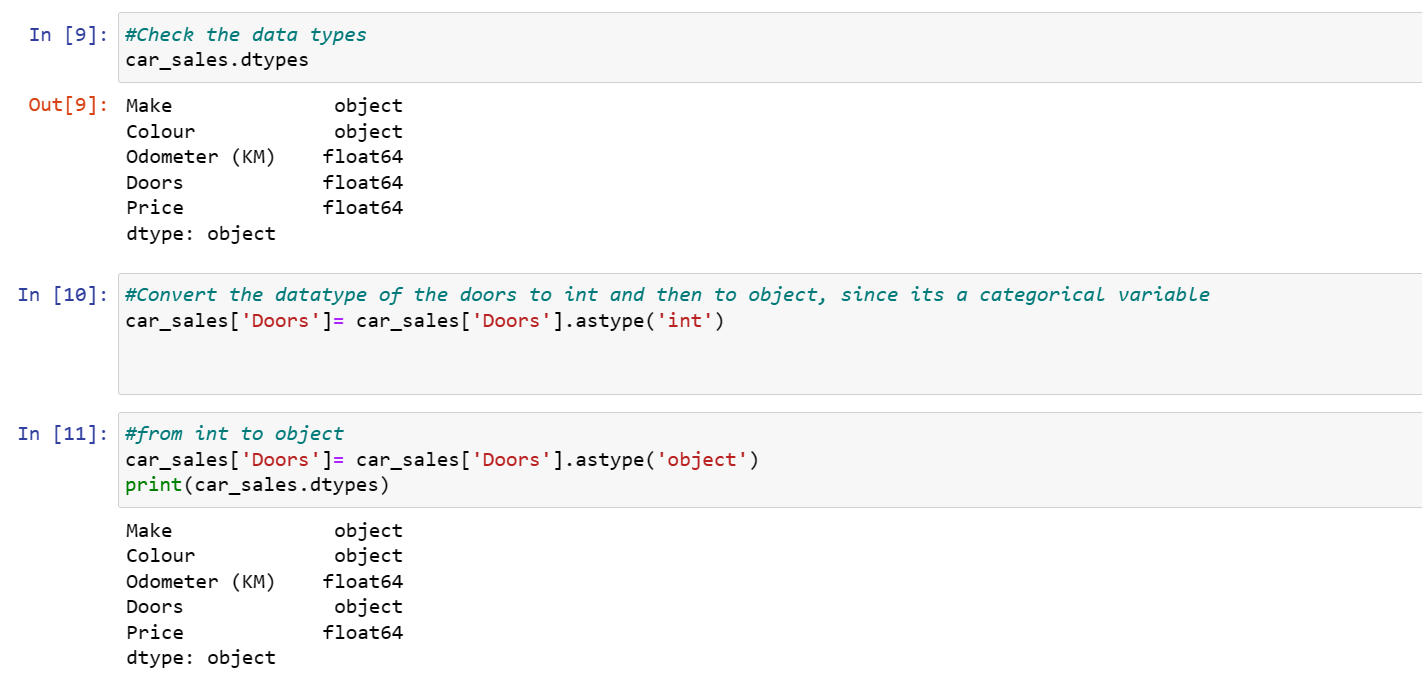 In [9]: #Check the data types
car_sales.dtypes
Out[9]: Make object
Colour object
Odometer (KM) float64
Doors float64
Price float64
dtype: object
In [10]: #Convert the datatype of the doors to int and then to object, since its a categorical variable
car_sales['Doors']= car_sales['Doors'].astype('int')
In [11]: #from int to object
car_sales['Doors']= car_sales['Doors'].astype('object')
print(car_sales.dtypes)
Make object
Colour object
Odometer (KM) float64
Doors object
Price float64
dtype: object